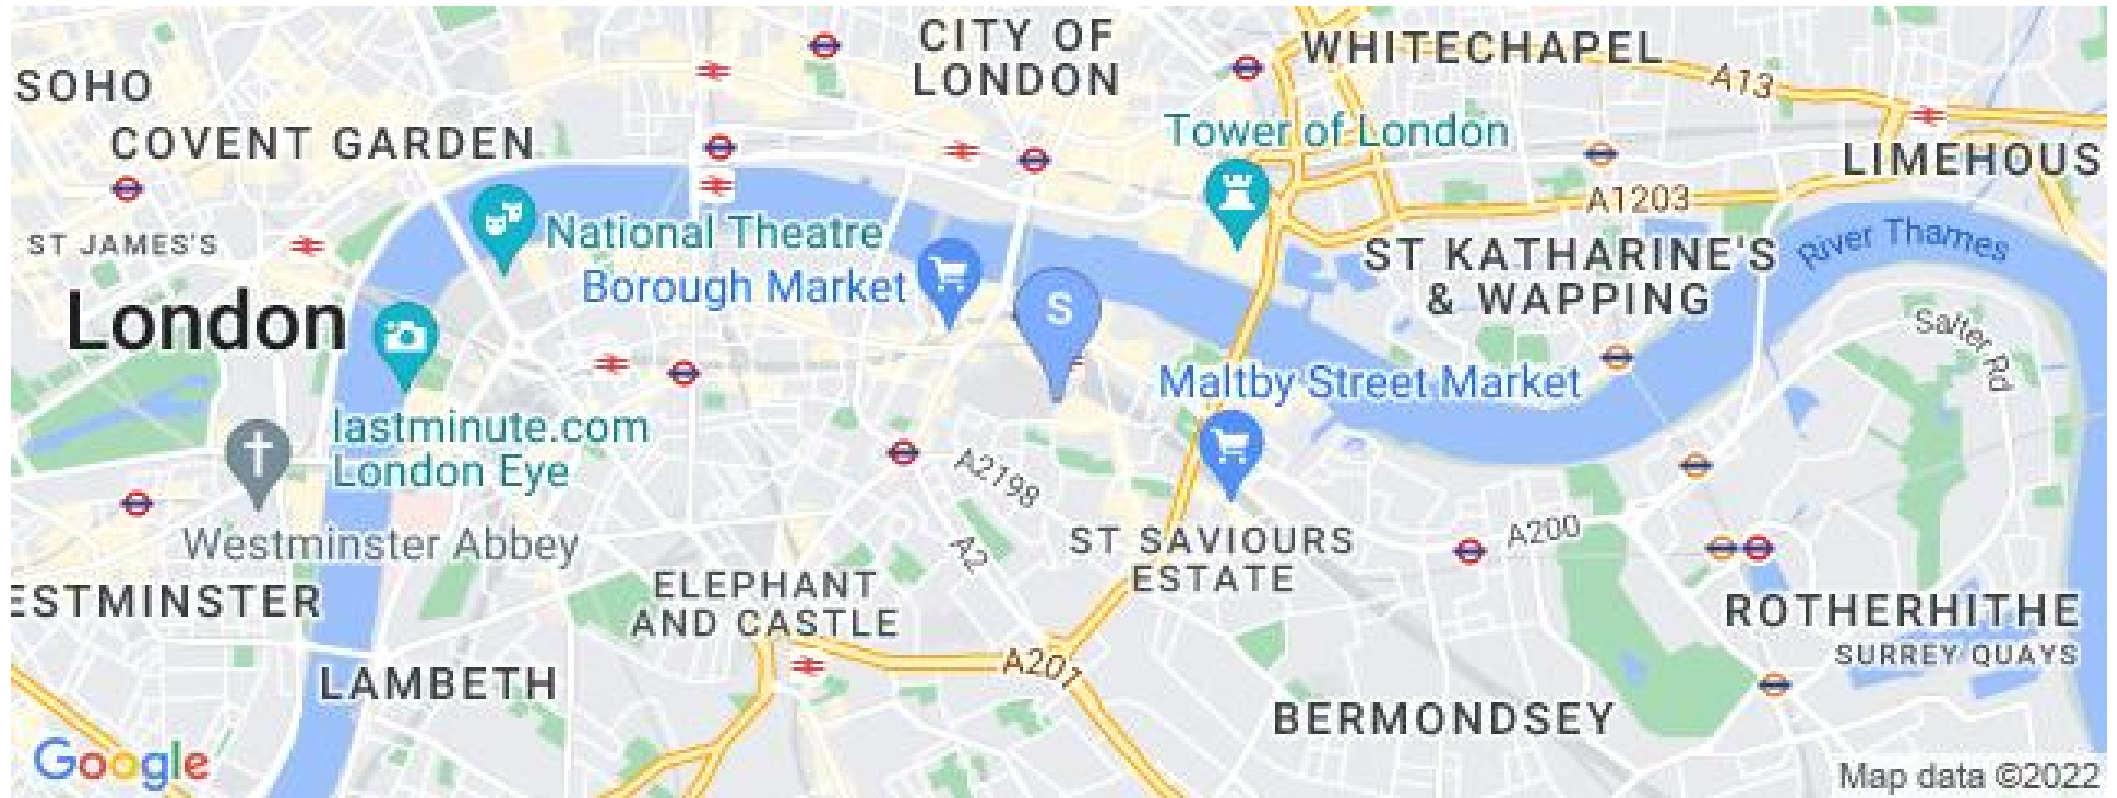 CITY OF
LONDON
WHITECHAPEL
A13
SOHO
COVENT GARDEN
Tower of London
LIMEHOUS
A1203
ST JAMES'S
National Theatre
Borough Market
ST KATHARINE'S
& WAPPING
River Thames
London
S
Salter Rd
Maltby Street Market
lastminute.com
London Eye
A2198
Westminster Abbey
A2
ST SAVIOURS
ESTATE
A200
ESTMINSTER
ELEPHANT
AND CASTLE
ROTHERHITHE
SURREY QUAYS
LAMBETH
A201
BERMONDSEY
Google
Map data ©2022